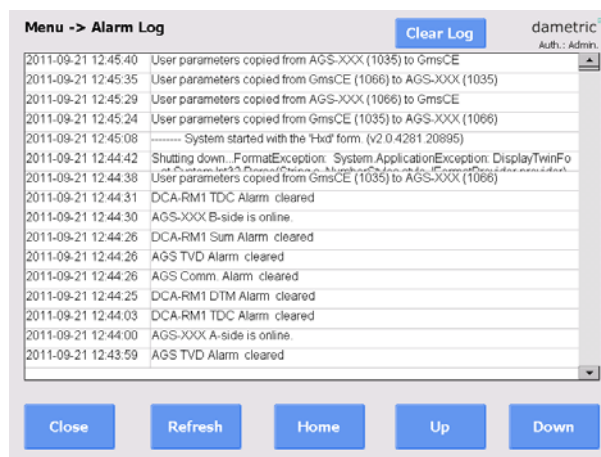 Menu -> Alarm Log
Clear Log
dametric
Auth.: Admin.
2011-09-21 12:45:40 User parameters copied from AGS-XXX (1035) to GmsCE
2011-09-21 12:45:35 User parameters copied from GmsCE (1066) to AGS-XXX (1035)
2011-09-21 12:45:29 User parameters copied from AGS-XXX (1066) to GmsCE
2011-09-21 12:45:24 User parameters copied from GmsCE (1035) to AGS-XXX (1066)
2011-09-21 12:45:08 -------- System started with the 'Hxd' form. (v2.0.4281.20895)
2011-09-21 12:44:42 Shutting down...FormatException: System.ApplicationException: DisplayTwinFo
at System.Int32.Parse(String s, NumberStyles style, IFormatProvider provider)
2011-09-21 12:44:38 User parameters copied from GmsCE (1035) to AGS-XXX (1066)
2011-09-21 12:44:31 DCA-RM1 TDC Alarm cleared
2011-09-21 12:44:30 AGS-XXX B-side is online.
2011-09-21 12:44:26 DCA-RM1 Sum Alarm cleared
2011-09-21 12:44:26 AGS TVD Alarm cleared
2011-09-21 12:44:26 AGS Comm. Alarm cleared
2011-09-21 12:44:25 DCA-RM1 DTM Alarm cleared
2011-09-21 12:44:03 DCA-RM1 TDC Alarm cleared
2011-09-21 12:44:00 AGS-XXX A-side is online.
2011-09-21 12:43:59 AGS TVD Alarm cleared
Close
Refresh
Home
Up
Down